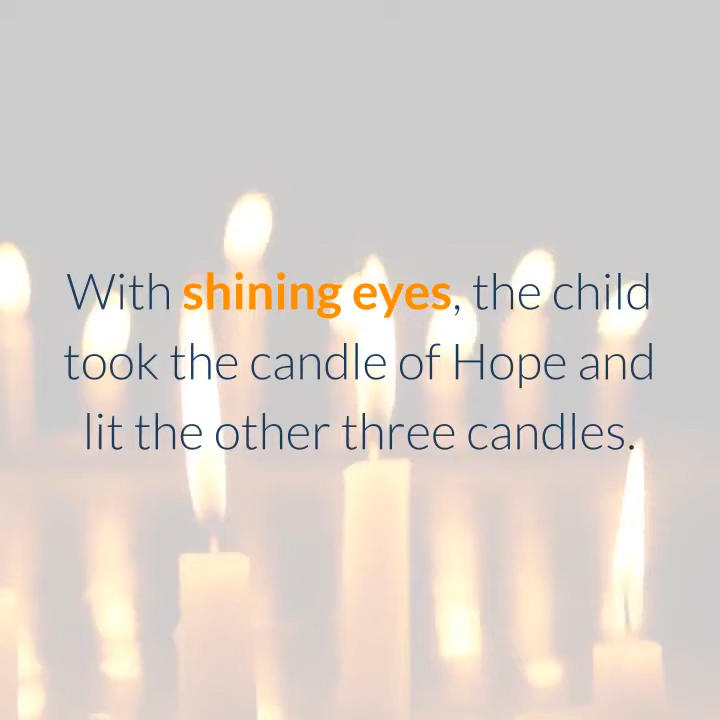 With shining eyes, the child
took the candle of Hope and
lit the other three candles.